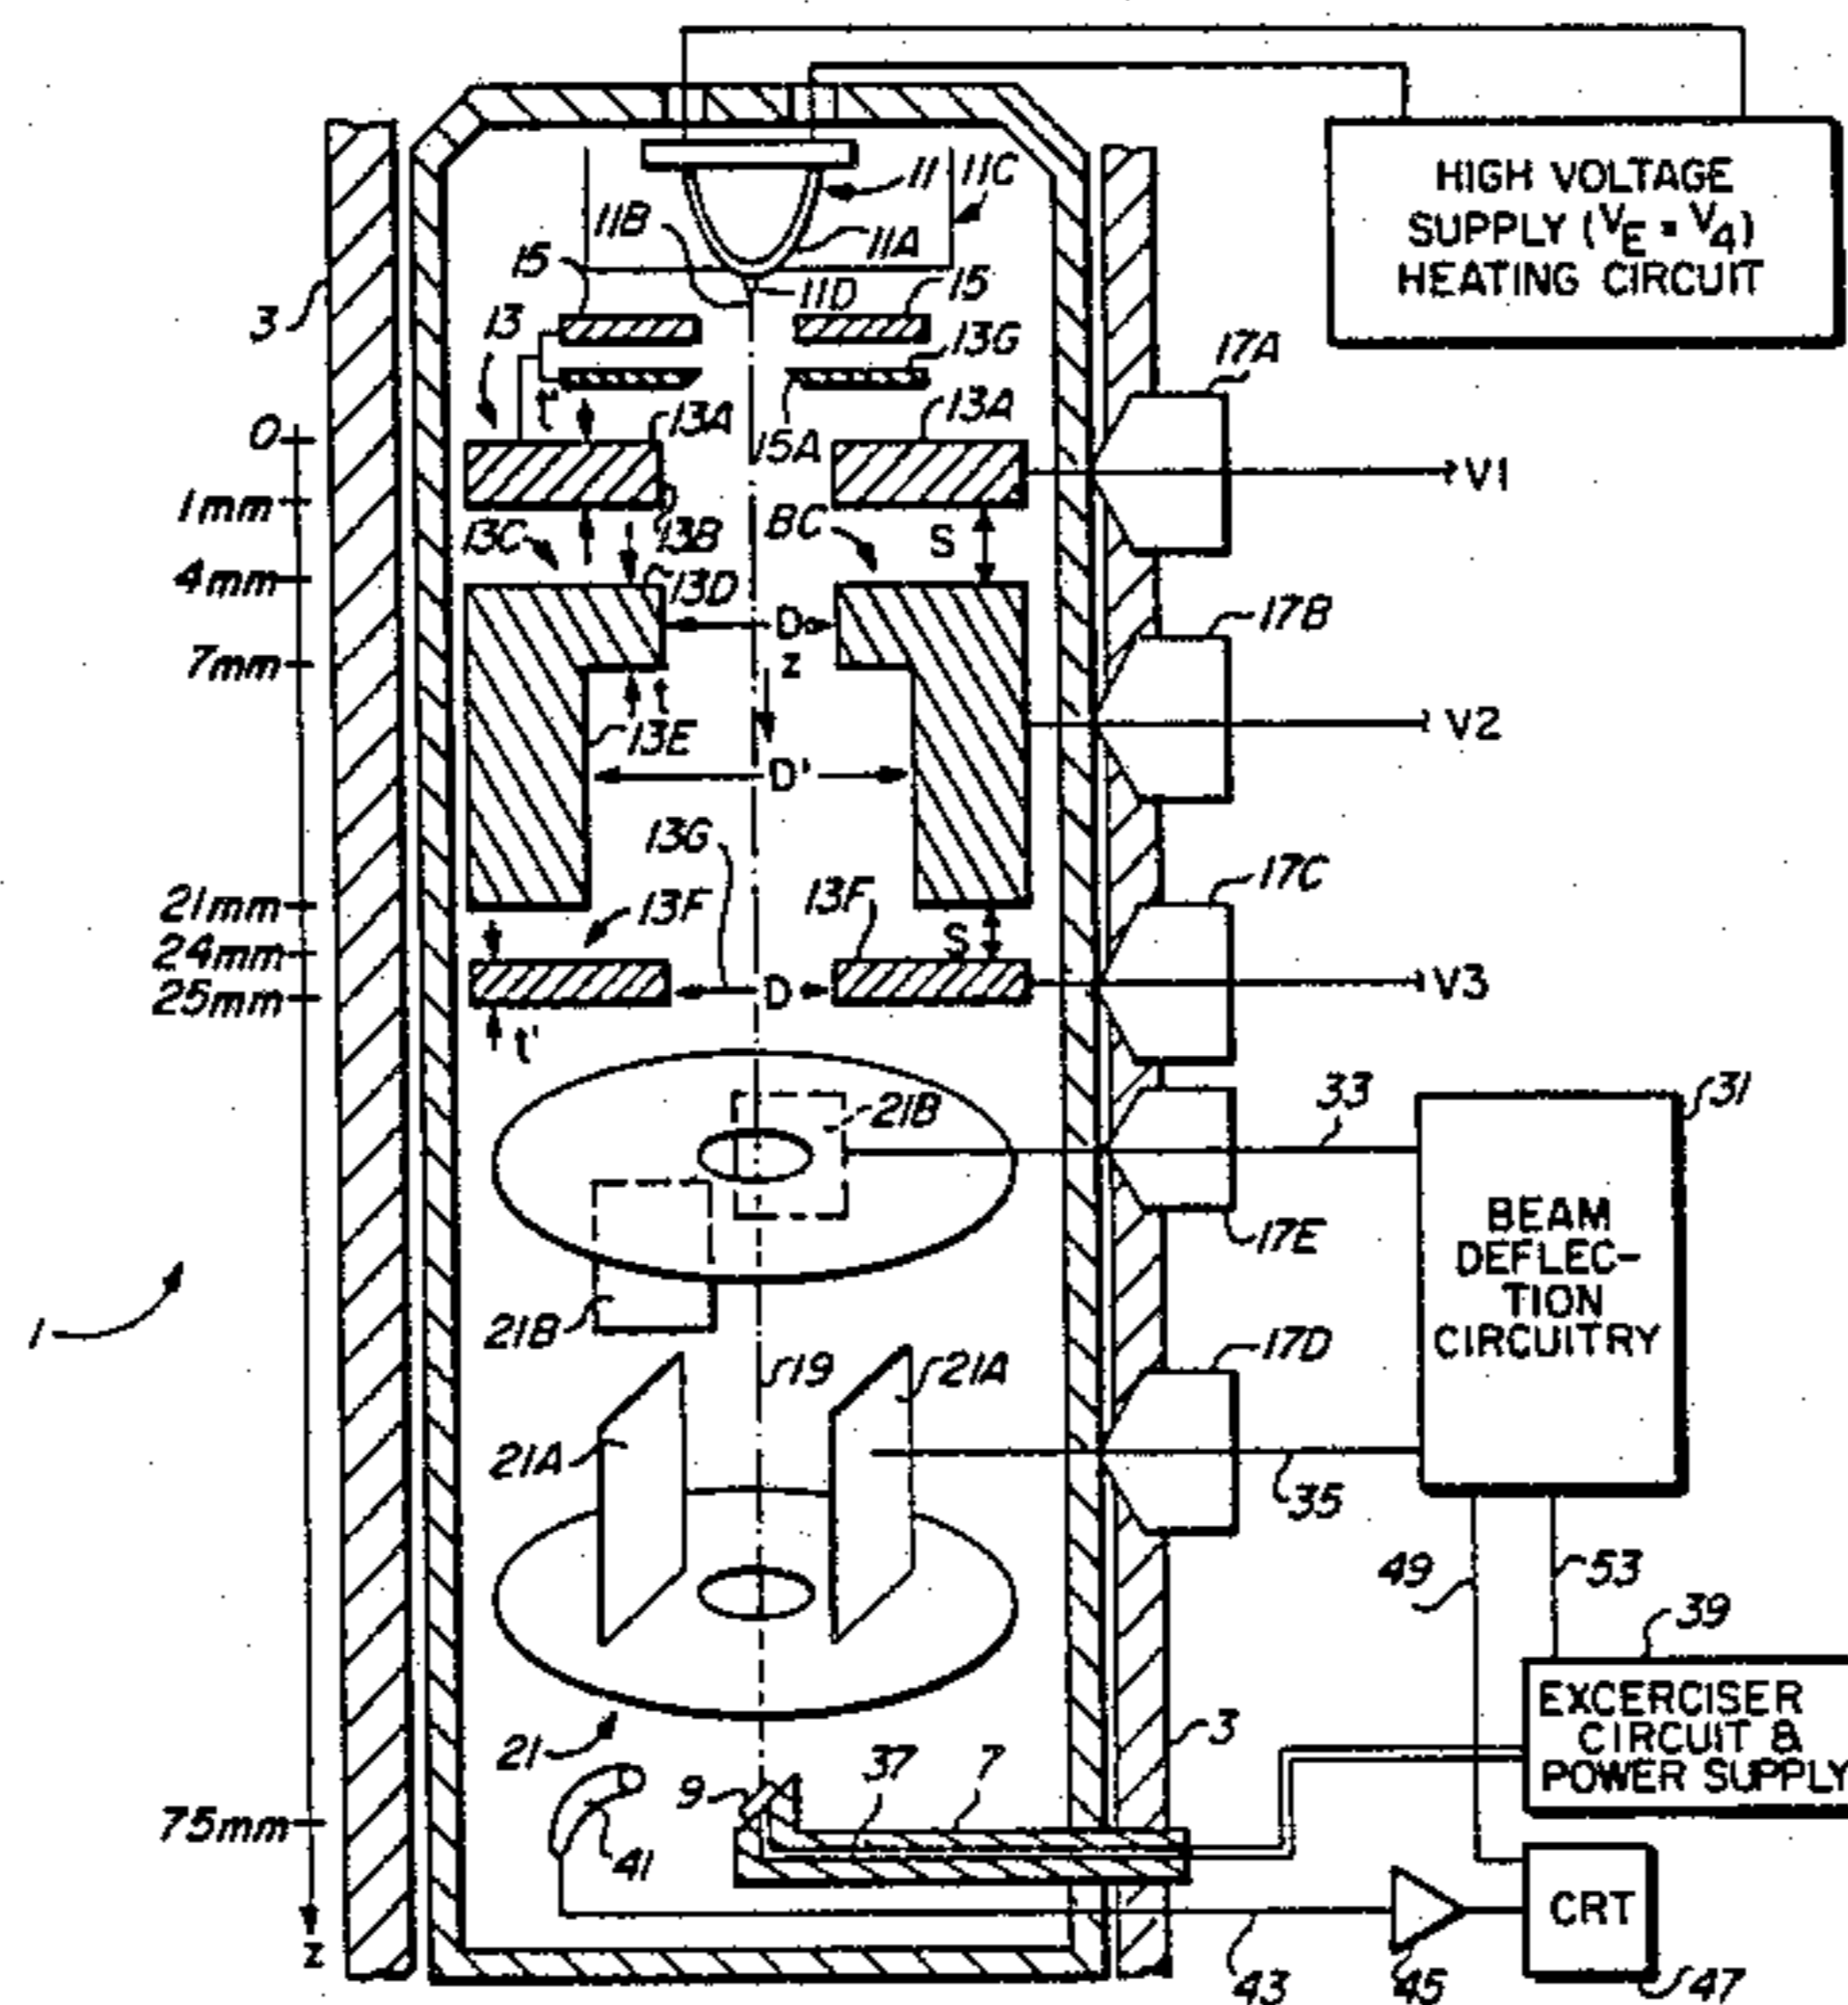 HIGH VOLTAGE
SUPPLY (VE = V4)
HEATING CIRCUIT
11
11C
11B
11A
15
11D
15
3
13
13G
17A
t'
13A
13A
0
15A
V1
1mm
13C
13B
8C
S
4mm
13D
D
17B
7mm
z
t
13E
V2
D'
13G
17C
21mm
13F
13F
S
24mm
D
V3
25mm
t'
21B
33
31
17E
BEAM
DEFLEC-
TION
CIRCUITRY
1
21B
19
21A
17D
21A
35
49
53
39
EXCERCISER
CIRCUIT &
POWER SUPPLY
21
3
9
37
7
75mm
41
CRT
z
43
45
47